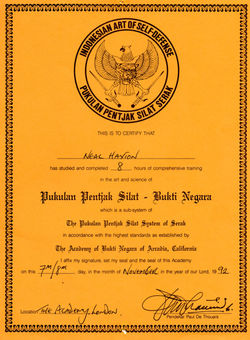 INDONESIAN ART OF SELF-DEFENSE
PUKULAN PENTJAK SILAT SERAK
THIS IS TO CERTIFY THAT
Neal
has studied and completed 8 hours of comprehensive training
in the art and science of
Pukulan Pentjak Silat - Bukti Negara
which is a sub-system of
The Pukulan Pentjak Silat System of Serak
in accordance with the highest standards as established by
The Academy of Bukti Negara of Arcadia, California
I affix my signature, set my hand and the seal of this Academy
on this day, in the month of November in the year of our Lord, 1992
Location The Academy London.
Pendekar Paul De Thouars